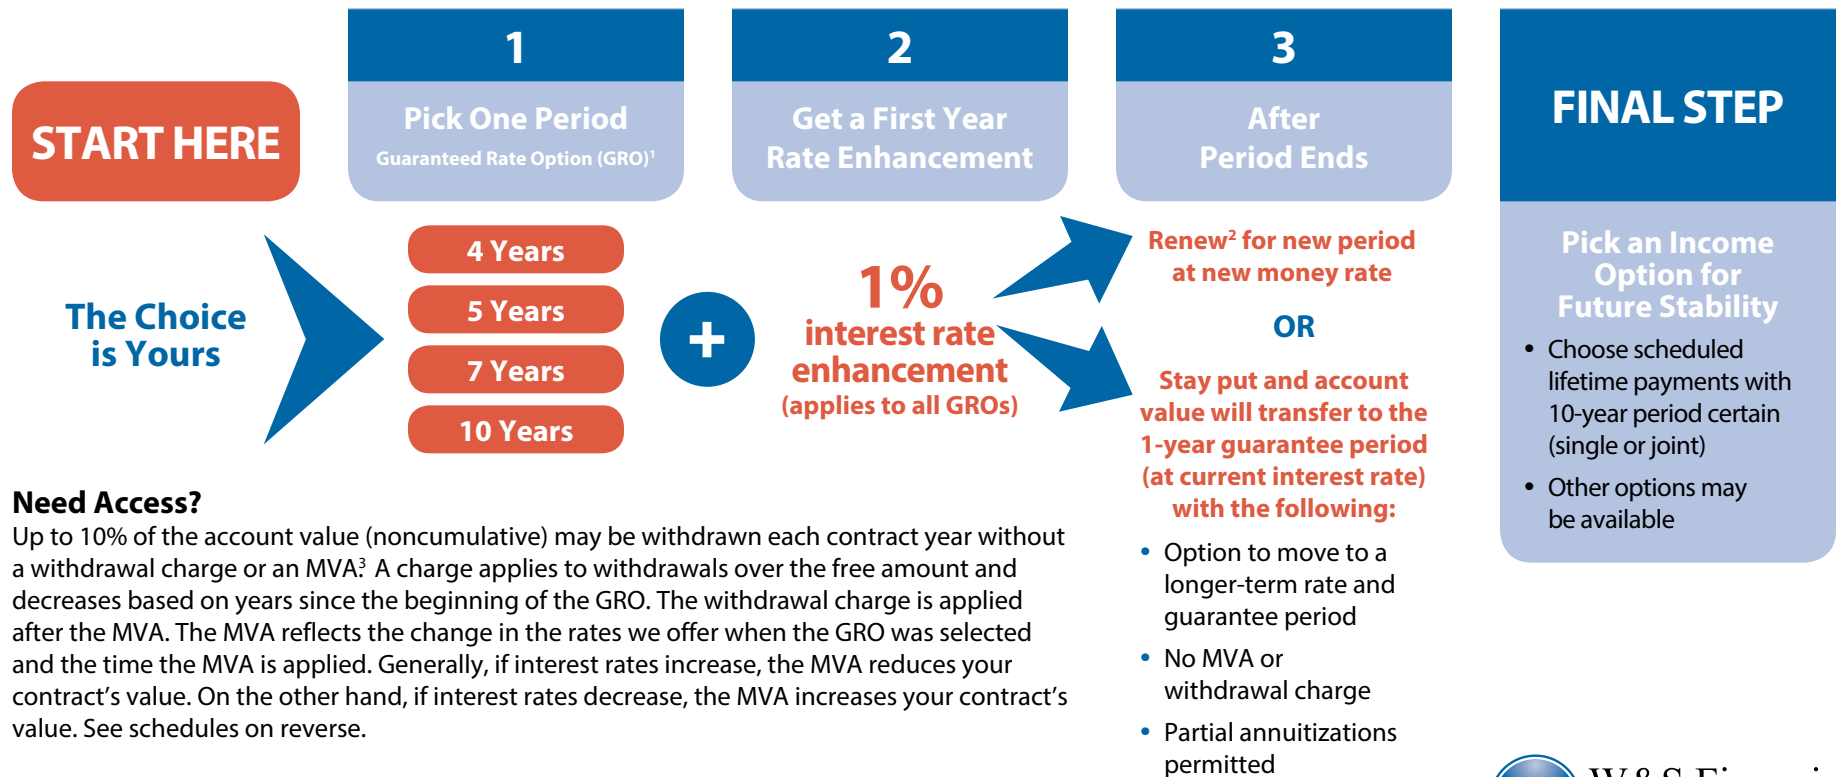 START HERE
The Choice
is Yours
1
Pick One Period
Guaranteed Rate Option (GRO)¹
4 Years
5 Years
7 Years
10 Years
+
2
Get a First Year
Rate Enhancement
1%
interest rate
enhancement
(applies to all GROs)
3
After
Period Ends
Renew² for new period
at new money rate
OR
Stay put and account
value will transfer to the
1-year guarantee period
(at current interest rate)
with the following:
• Option to move to a
longer-term rate and
guarantee period
• No MVA or
withdrawal charge
• Partial annuitizations
permitted
FINAL STEP
Pick an Income
Option for
Future Stability
• Choose scheduled
lifetime payments with
10-year period certain
(single or joint)
• Other options may
be available
Need Access?
Up to 10% of the account value (noncumulative) may be withdrawn each contract year without
a withdrawal charge or an MVA.³ A charge applies to withdrawals over the free amount and
decreases based on years since the beginning of the GRO. The withdrawal charge is applied
after the MVA. The MVA reflects the change in the rates we offer when the GRO was selected
and the time the MVA is applied. Generally, if interest rates increase, the MVA reduces your
contract's value. On the other hand, if interest rates decrease, the MVA increases your contract's
value. See schedules on reverse.
W&S